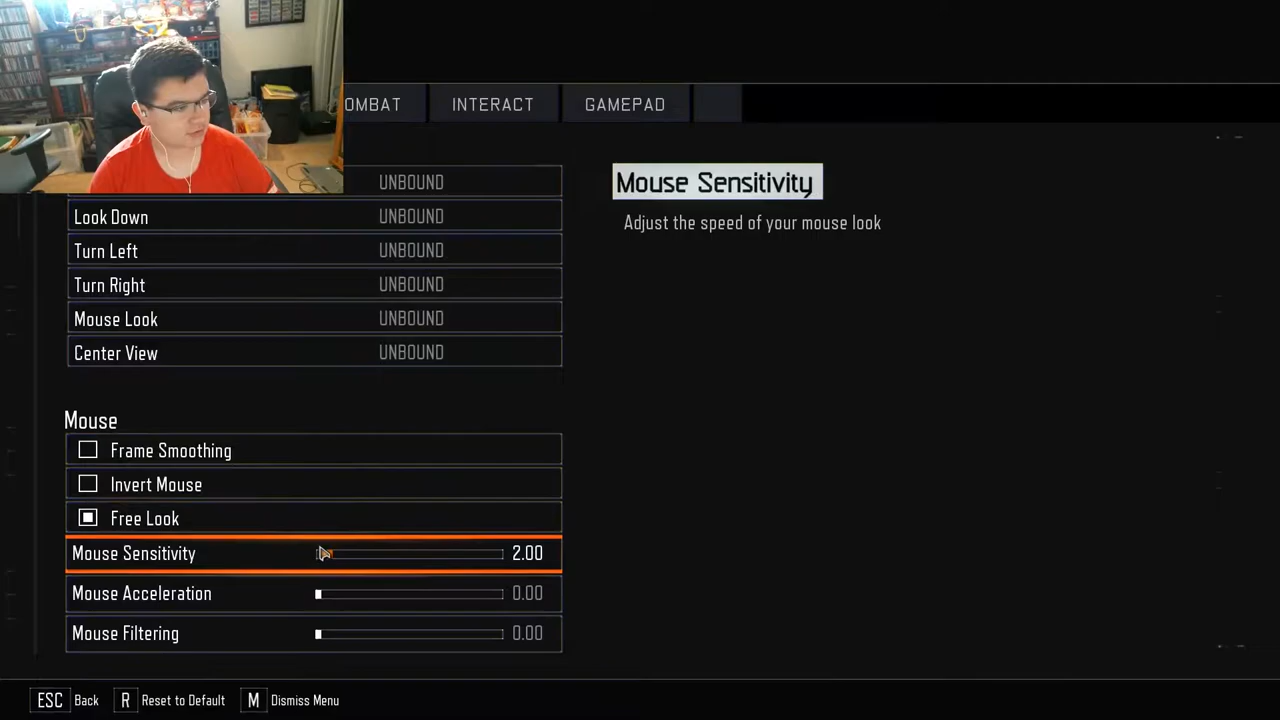 OMBAT INTERACT GAMEPAD
UNBOUND
Look Down UNBOUND
Turn Left UNBOUND
Turn Right UNBOUND
Mouse Look UNBOUND
Center View UNBOUND
Mouse
Frame Smoothing
Invert Mouse
Free Look
Mouse Sensitivity 2.00
Mouse Acceleration 0.00
Mouse Filtering 0.00
Mouse Sensitivity
Adjust the speed of your mouse look
ESC Back R Reset to Default M Dismiss Menu